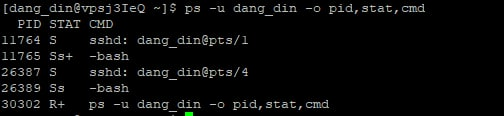 [dang_din@vpsj3IeQ ~]$ ps -u dang_din -o pid,stat,cmd
  PID STAT CMD
11764 S    sshd: dang_din@pts/1
11765 Ss+  -bash
26387 S    sshd: dang_din@pts/4
26389 Ss   -bash
30302 R+   ps -u dang_din -o pid,stat,cmd